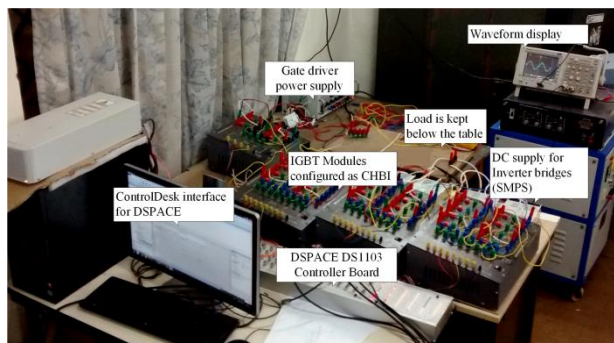 Waveform display
Gate driver
power supply
Load is kept
below the table
IGBT Modules
configured as CHBI
DC supply for
Inverter bridges
(SMPS)
ControlDesk interface
for DSPACE
DSPACE DS1103
Controller Board